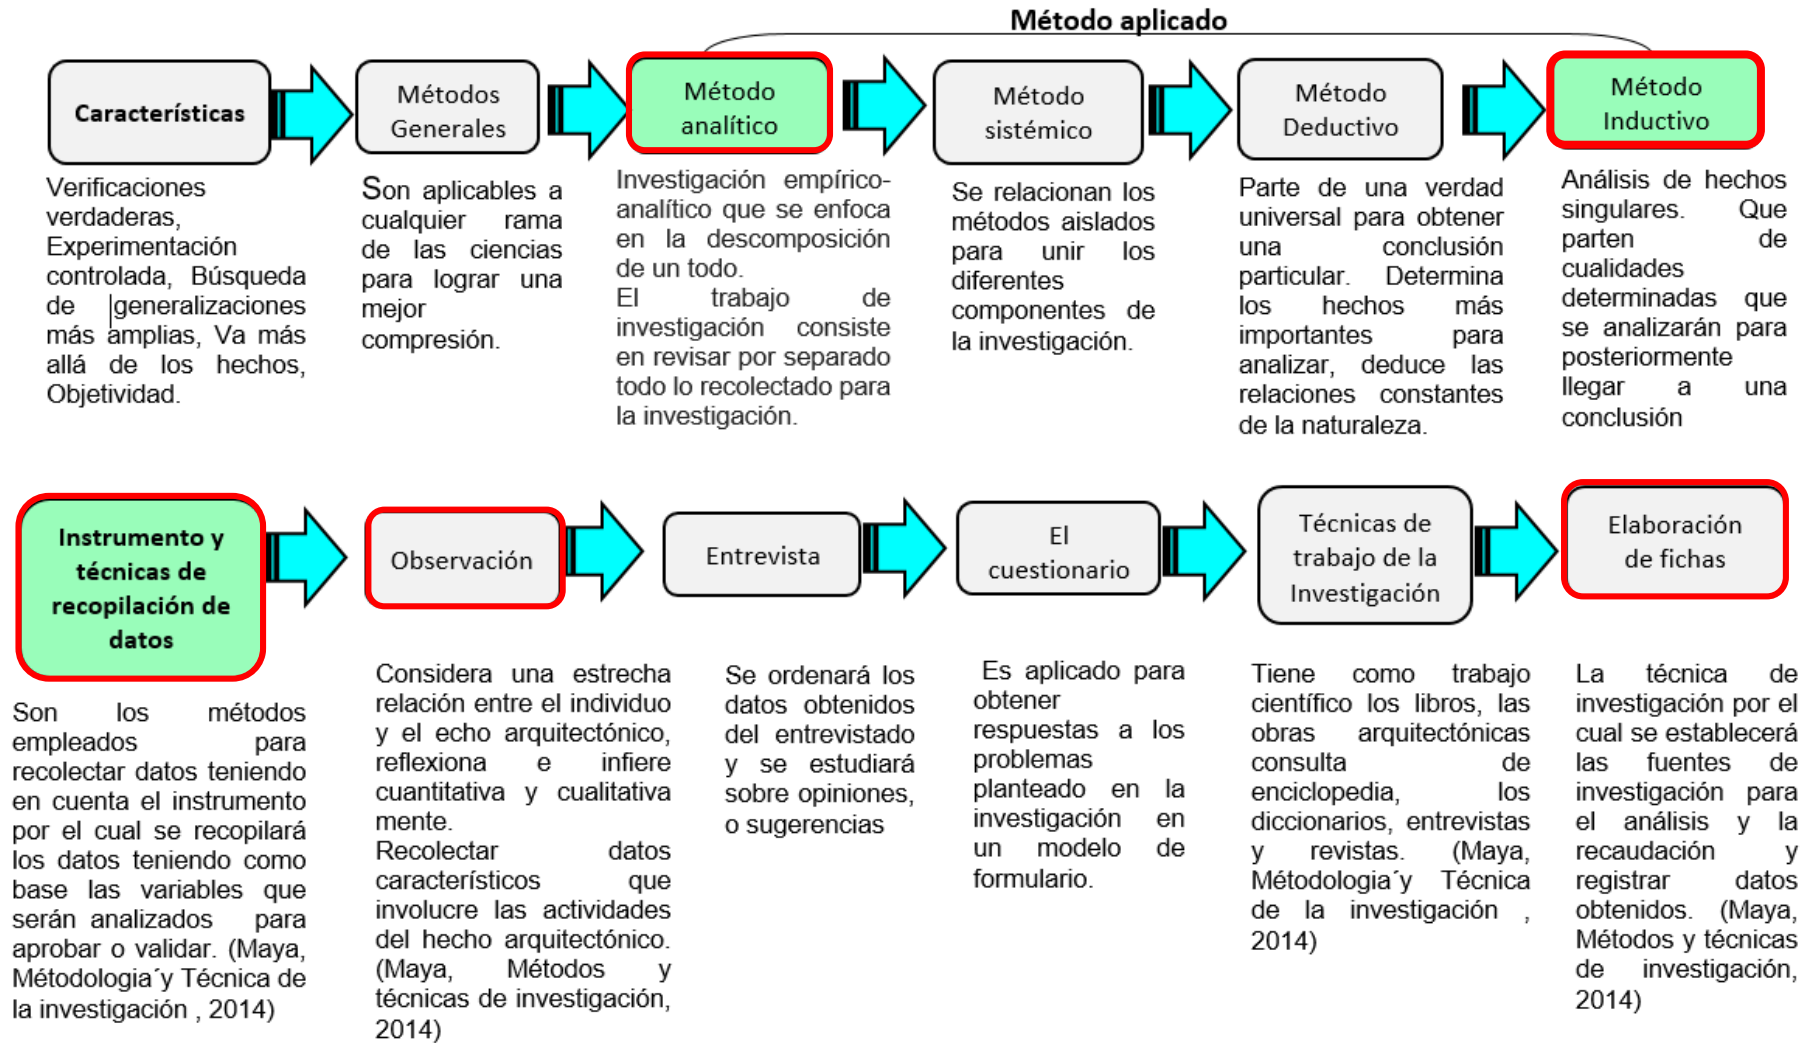 Método aplicado
Característícas
Métodos
Generales
Método
analítico
Método
sistémico
Método
Deductivo
Método
Inductivo
Verificaciones
verdaderas,
Experimentación
controlada, Búsqueda
de generalizaciones
más amplias, Va más
allá de los hechos,
Objetividad.
Son aplicables a
cualquier rama
de las ciencias
para lograr una
mejor
compresión.
Investigación empírico-
analítico que se enfoca
en la descomposición
de un todo.
El trabajo de
investigación consiste
en revisar por separado
todo lo recolectado para
la investigación.
Se relacionan los
métodos aislados
para unir los
diferentes
componentes de
la investigación.
Parte de una verdad
universal para obtener
una conclusión
particular. Determina
los hechos más
importantes para
analizar, deduce las
relaciones constantes
de la naturaleza.
Análisis de hechos
singulares. Que
parten de
cualidades
determinadas que
se analizarán para
posteriormente
llegar a una
conclusión
Instrumento y
técnicas de
recopilación de
datos
Observación
Entrevista
El
cuestionario
Técnicas de
trabajo de la
Investigación
Elaboración
de fichas
Son los métodos
empleados para
recolectar datos teniendo
en cuenta el instrumento
por el cual se recopilará
los datos teniendo como
base las variables que
serán analizados para
aprobar o validar. (Maya,
Métodologia´y Técnica de
la investigación , 2014)
Considera una estrecha
relación entre el individuo
y el echo arquitectónico,
reflexiona e infiere
cuantitativa y cualitativa
mente.
Recolectar datos
característicos que
involucre las actividades
del hecho arquitectónico.
(Maya, Métodos y
técnicas de investigación,
2014)
Se ordenará los
datos obtenidos
del entrevistado
y se estudiará
sobre opiniones,
o sugerencias
Es aplicado para
obtener
respuestas a los
problemas
planteado en la
investigación en
un modelo de
formulario.
Tiene como trabajo
científico los libros, las
obras arquitectónicas
consulta de
enciclopedia, los
diccionarios, entrevistas
y revistas. (Maya,
Métodologia´y Técnica
de la investigación ,
2014)
La técnica de
investigación por el
cual se establecerá
las fuentes de
investigación para
el análisis y la
recaudación y
registrar datos
obtenidos. (Maya,
Métodos y técnicas
de investigación,
2014)